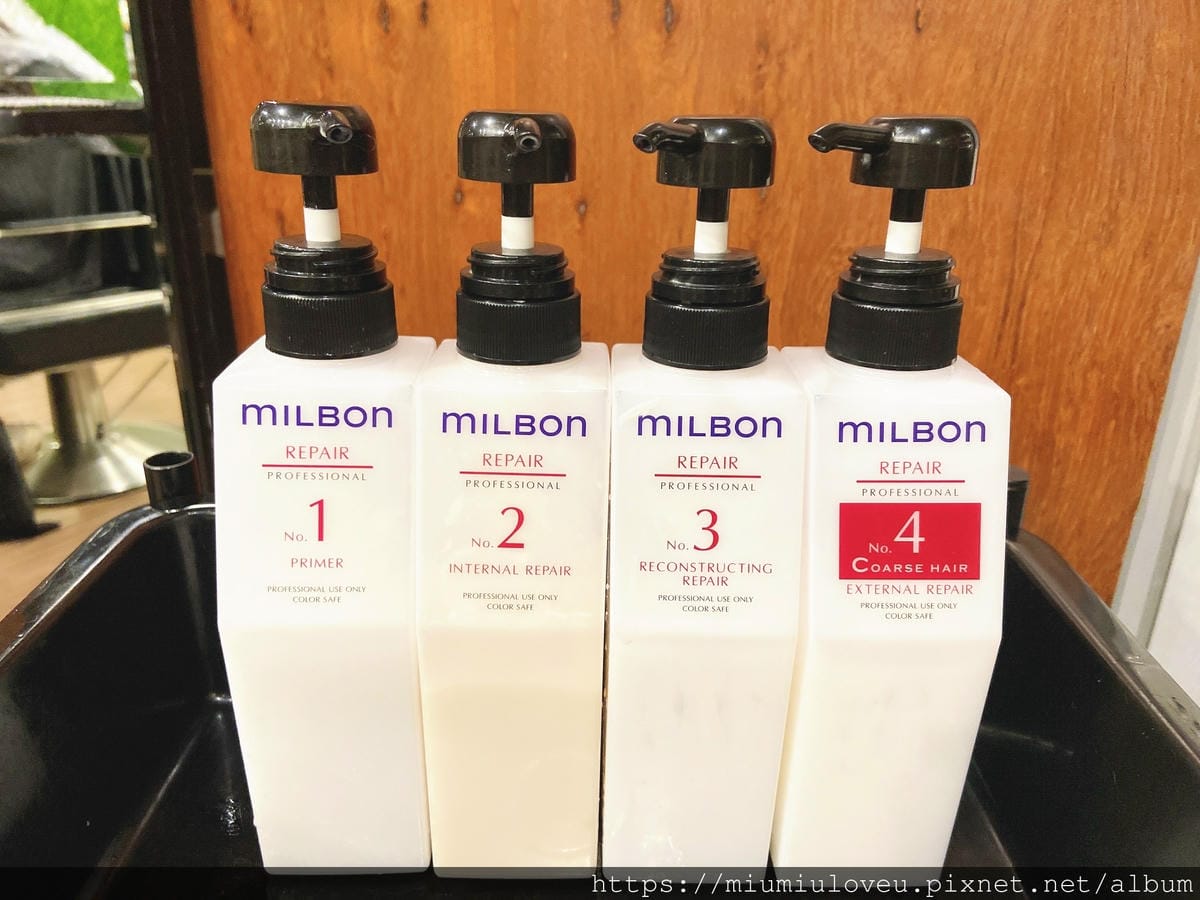 MILBON
REPAIR
PROFESSIONAL
No. 1
PRIMER
PROFESSIONAL USE ONLY
COLOR SAFE
MILBON
REPAIR
PROFESSIONAL
No. 2
INTERNAL REPAIR
PROFESSIONAL USE ONLY
COLOR SAFE
MILBON
REPAIR
PROFESSIONAL
No. 3
RECONSTRUCTING
REPAIR
PROFESSIONAL USE ONLY
COLOR SAFE
MILBON
REPAIR
PROFESSIONAL
No. 4
COARSE HAIR
EXTERNAL REPAIR
PROFESSIONAL USE ONLY
COLOR SAFE
https://miumiuloveu.pixnet.net/album